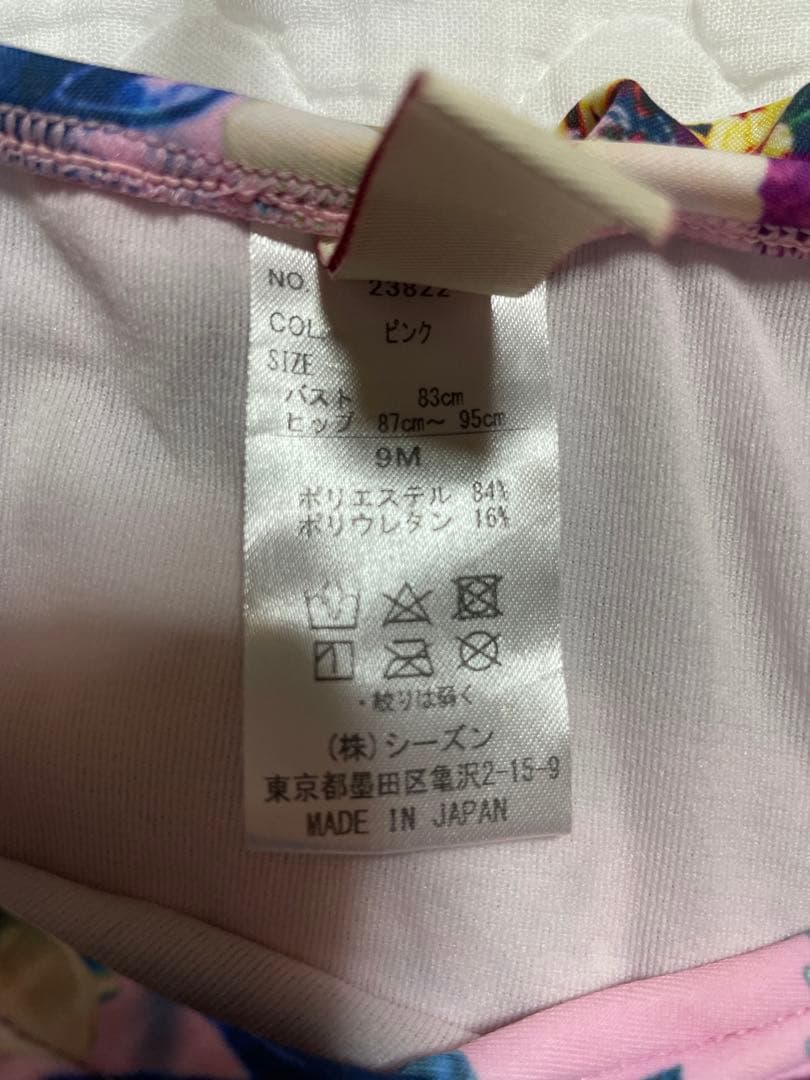 NO. 23822
COL. ピンク
SIZE
バスト 83cm
ヒップ 87cm～ 95cm
9M
ポリエステル 84%
ポリウレタン 16%
・絞りは弱く
(株)シーズン
東京都墨田区亀沢2-15-9
MADE IN JAPAN